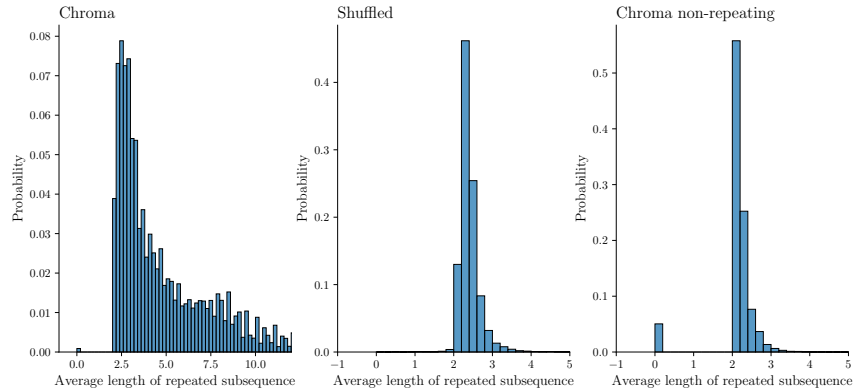 Chroma
Probability
0.08
0.07
0.06
0.05
0.04
0.03
0.02
0.01
0.00
0.0 2.5 5.0 7.5 10.0
Average length of repeated subsequence
Shuffled
Probability
0.4
0.3
0.2
0.1
0.0
−1 0 1 2 3 4 5
Average length of repeated subsequence
Chroma non-repeating
Probability
0.5
0.4
0.3
0.2
0.1
0.0
−1 0 1 2 3 4 5
Average length of repeated subsequence